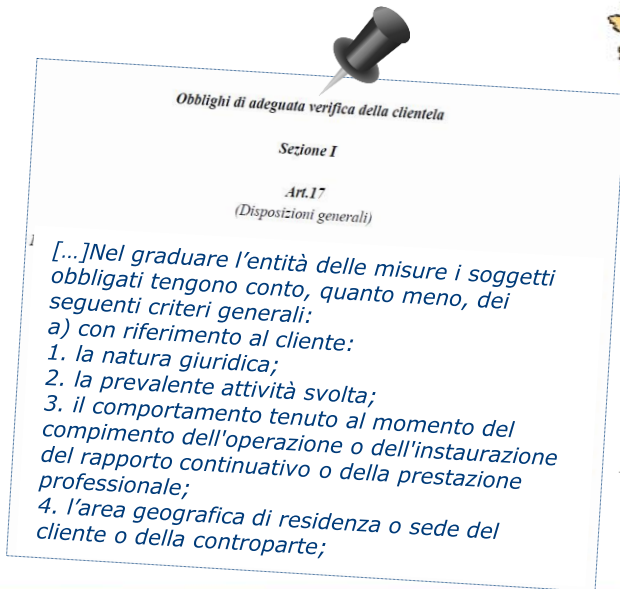 Obblighi di adeguata verifica della clientela
Sezione I
Art.17
(Disposizioni generali)
1
[…]Nel graduare l’entità delle misure i soggetti
obbligati tengono conto, quanto meno, dei
seguenti criteri generali:
a) con riferimento al cliente:
1. la natura giuridica;
2. la prevalente attività svolta;
3. il comportamento tenuto al momento del
compimento dell'operazione o dell'instaurazione
del rapporto continuativo o della prestazione
professionale;
4. l’area geografica di residenza o sede del
cliente o della controparte;